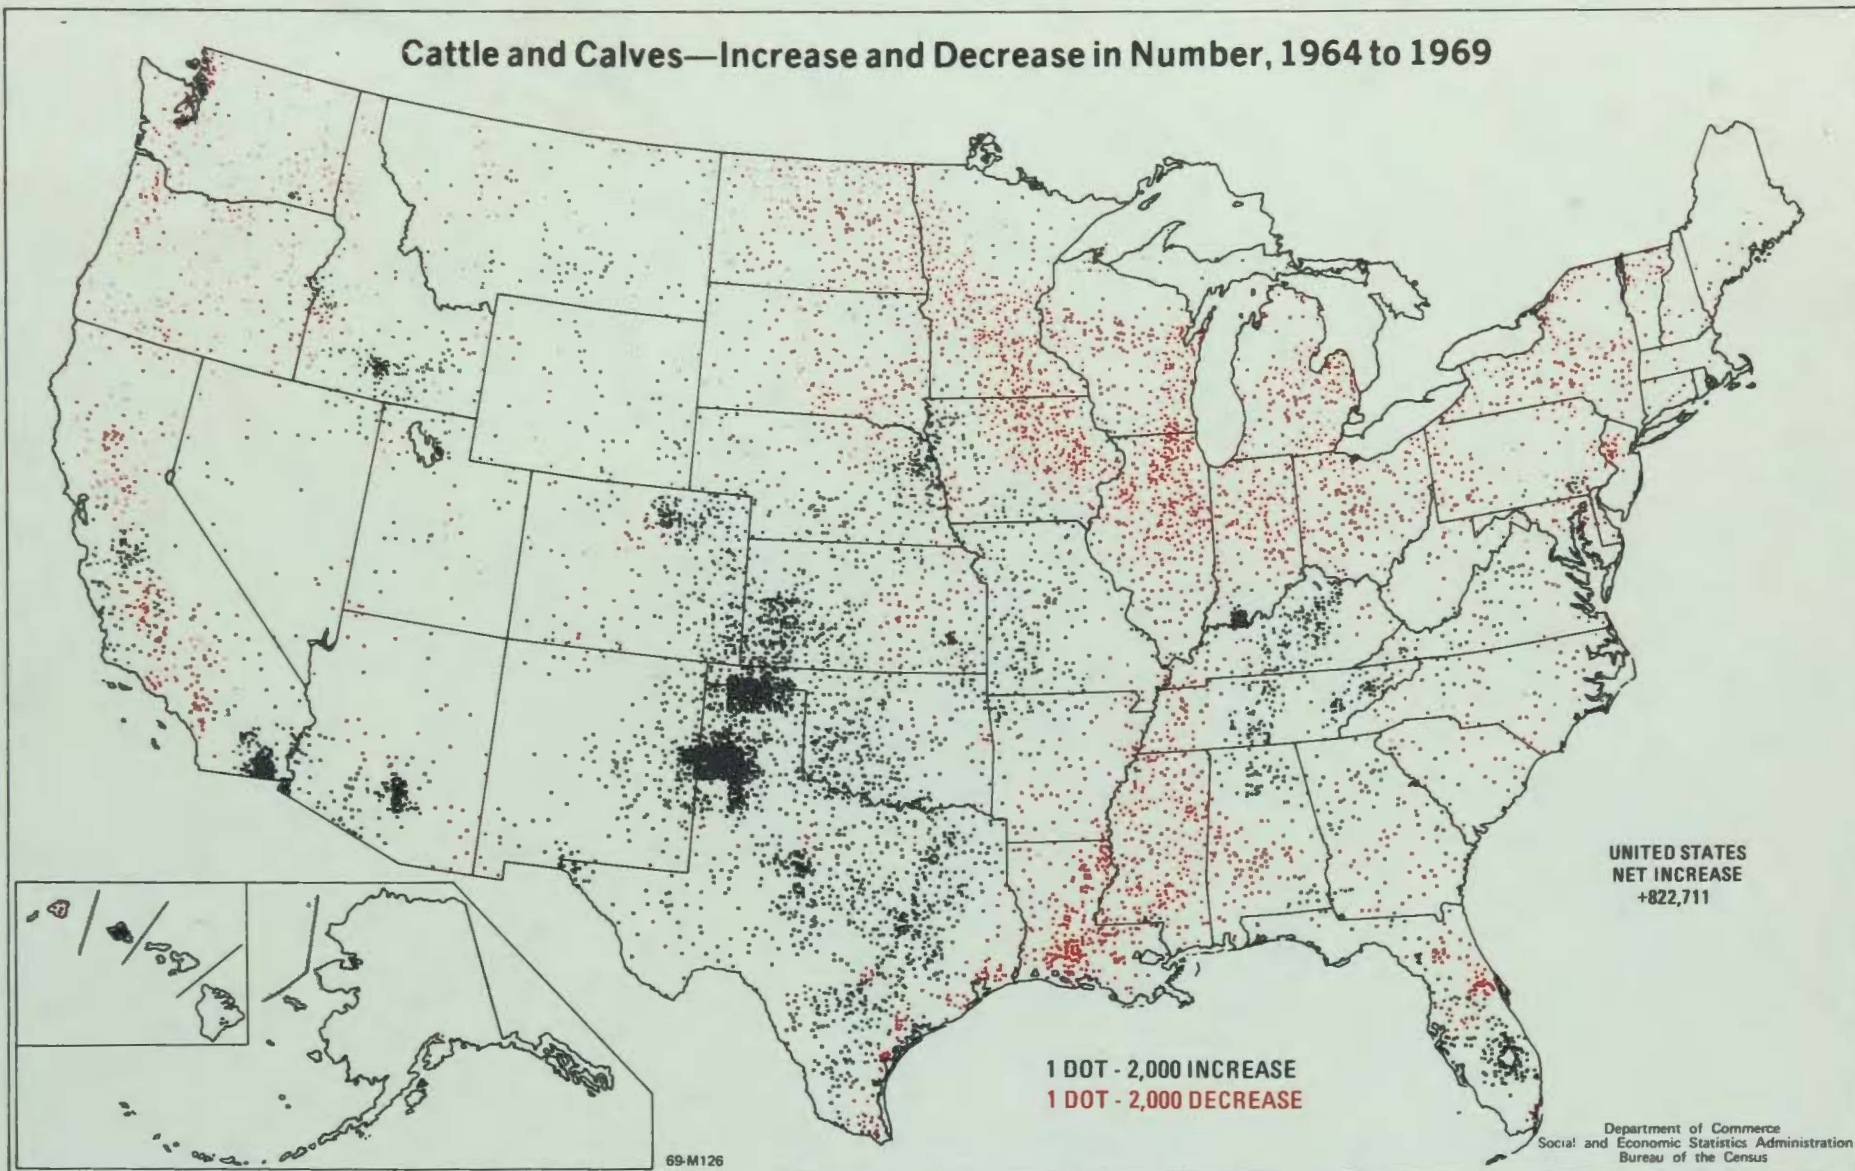 Cattle and Calves—Increase and Decrease in Number, 1964 to 1969
UNITED STATES
NET INCREASE
+822,711
1 DOT - 2,000 INCREASE
1 DOT - 2,000 DECREASE
Department of Commerce
Social and Economic Statistics Administration
Bureau of the Census
69-M126